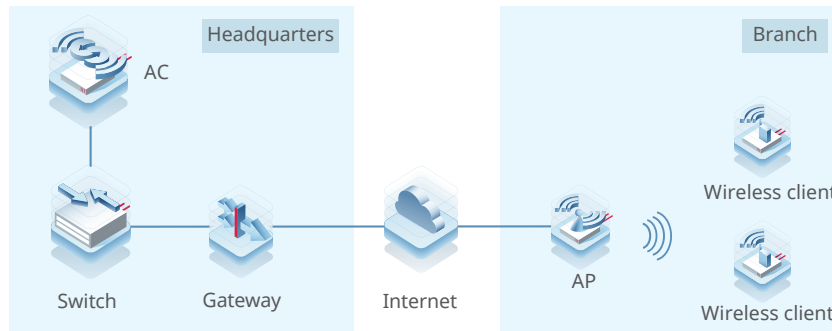 Headquarters
Branch
AC
Wireless client
Switch
Gateway
Internet
AP
Wireless client